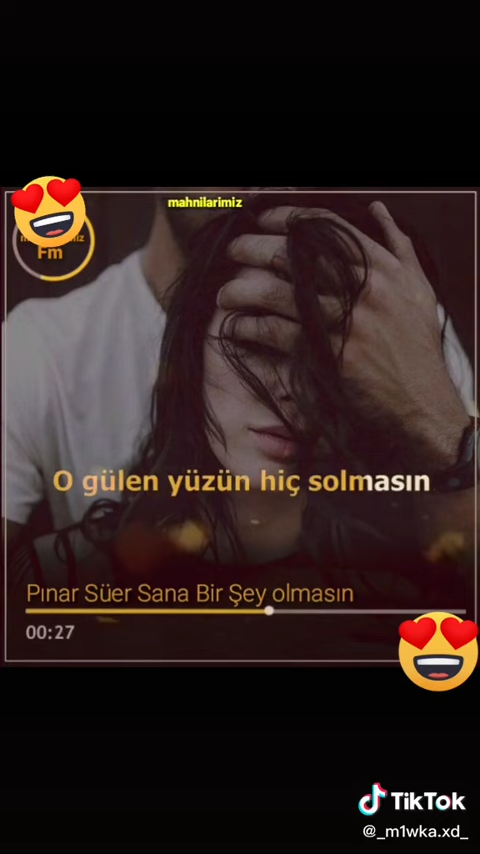 mahnilarimiz
Fm
O gülen yüzün hiç solmasın
Pınar Süer Sana Bir Şey olmasın
00:27
TikTok
@_m1wka.xd_